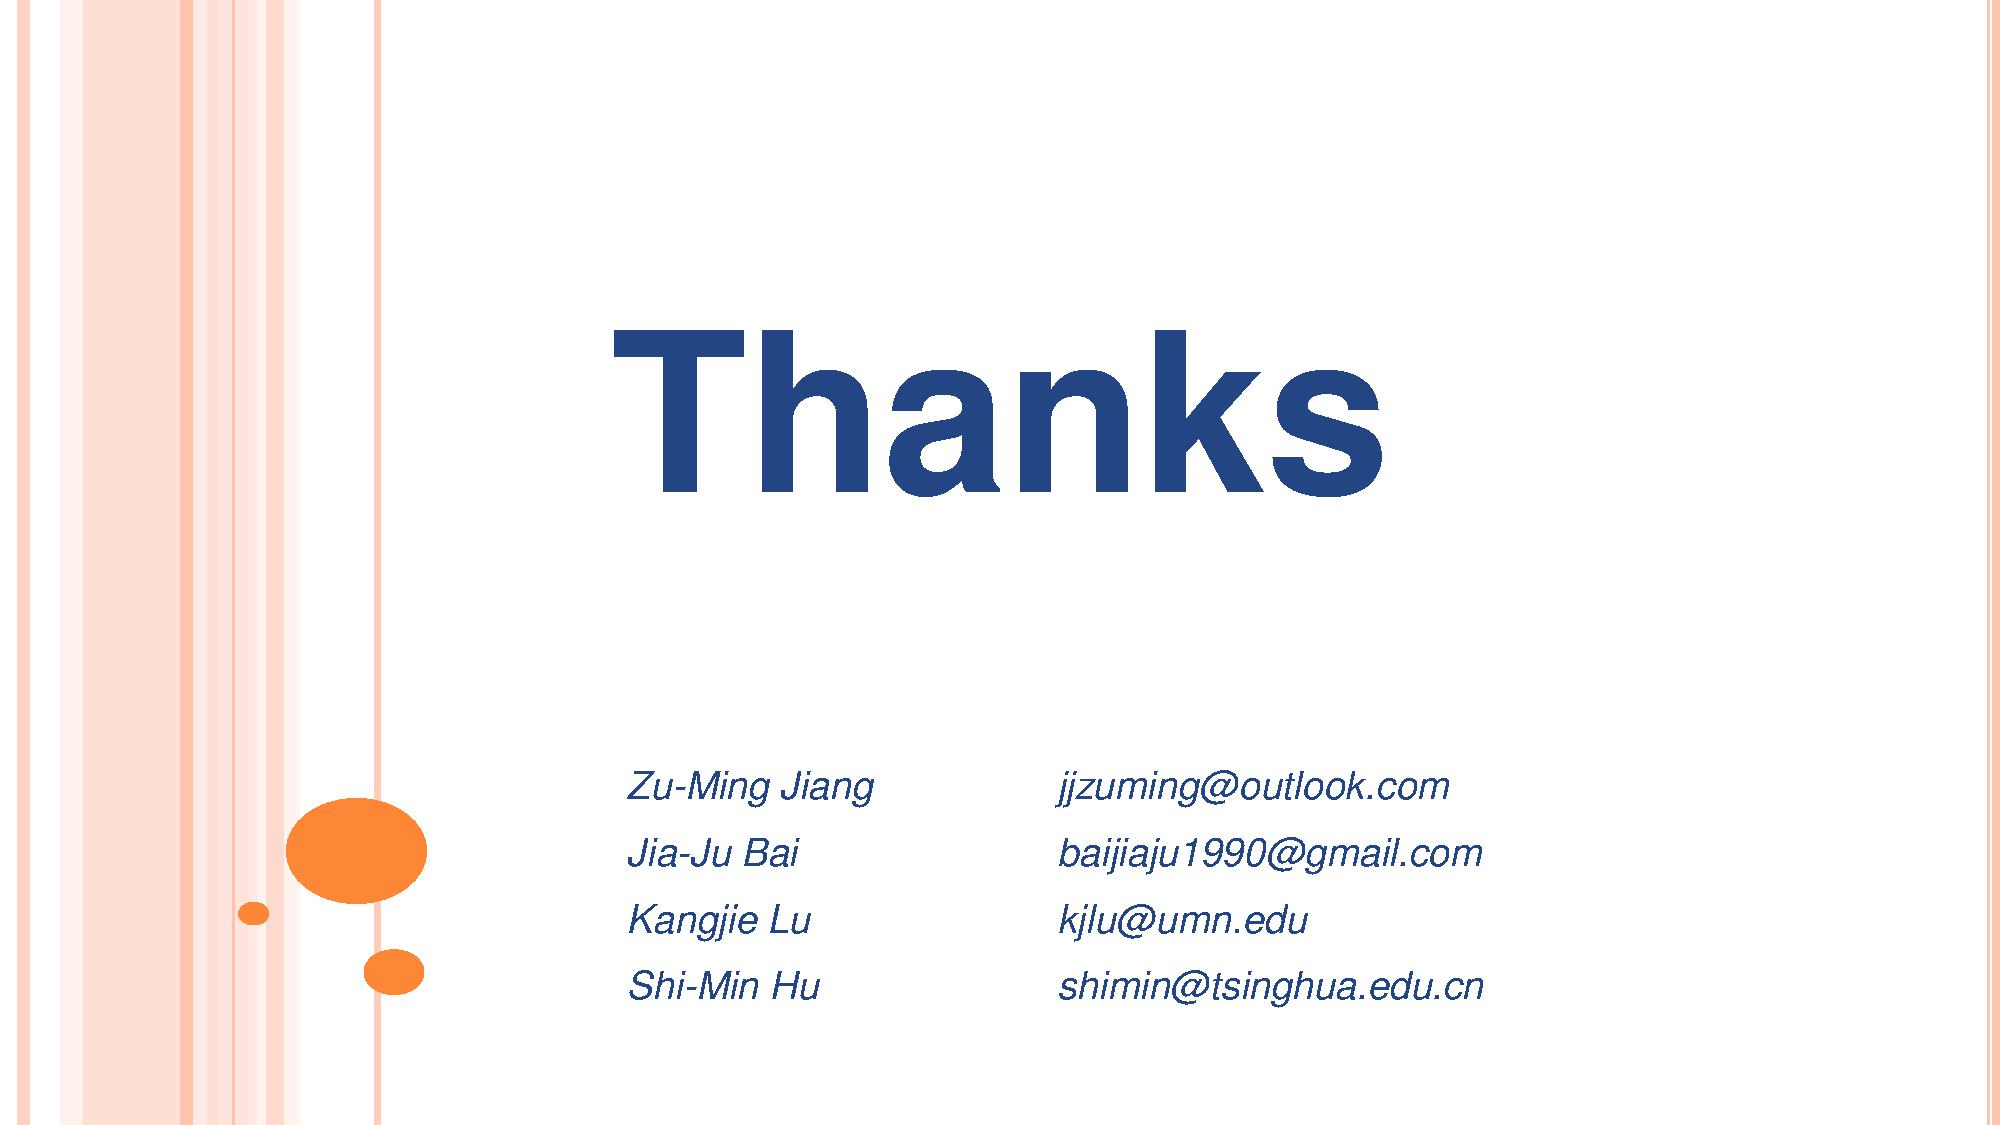 Thanks
Zu-Ming Jiang jjzuming@outlook.com
Jia-Ju Bai baijiaju1990@gmail.com
Kangjie Lu kjlu@umn.edu
Shi-Min Hu shimin@tsinghua.edu.cn